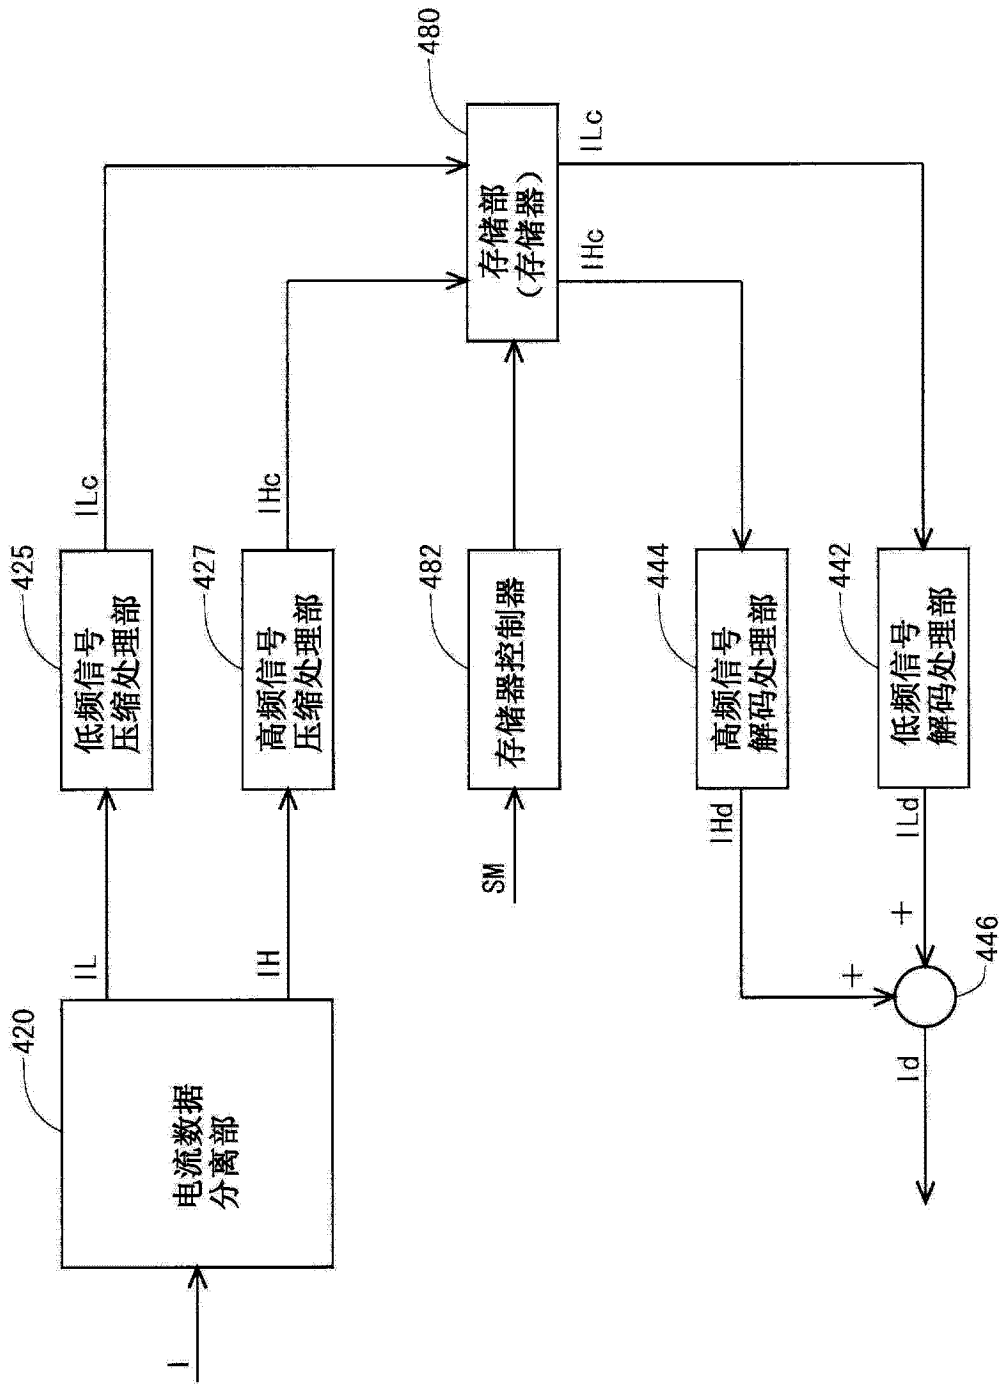 I
420
电流数据
分离部
IL
IH
425
低频信号
压缩处理部
ILc
427
高频信号
压缩处理部
IHc
SM
482
存储器控制器
480
存储部
(存储器)
IHc
ILc
444
高频信号
解码处理部
IHd
442
低频信号
解码处理部
ILd
+
+
446
Id